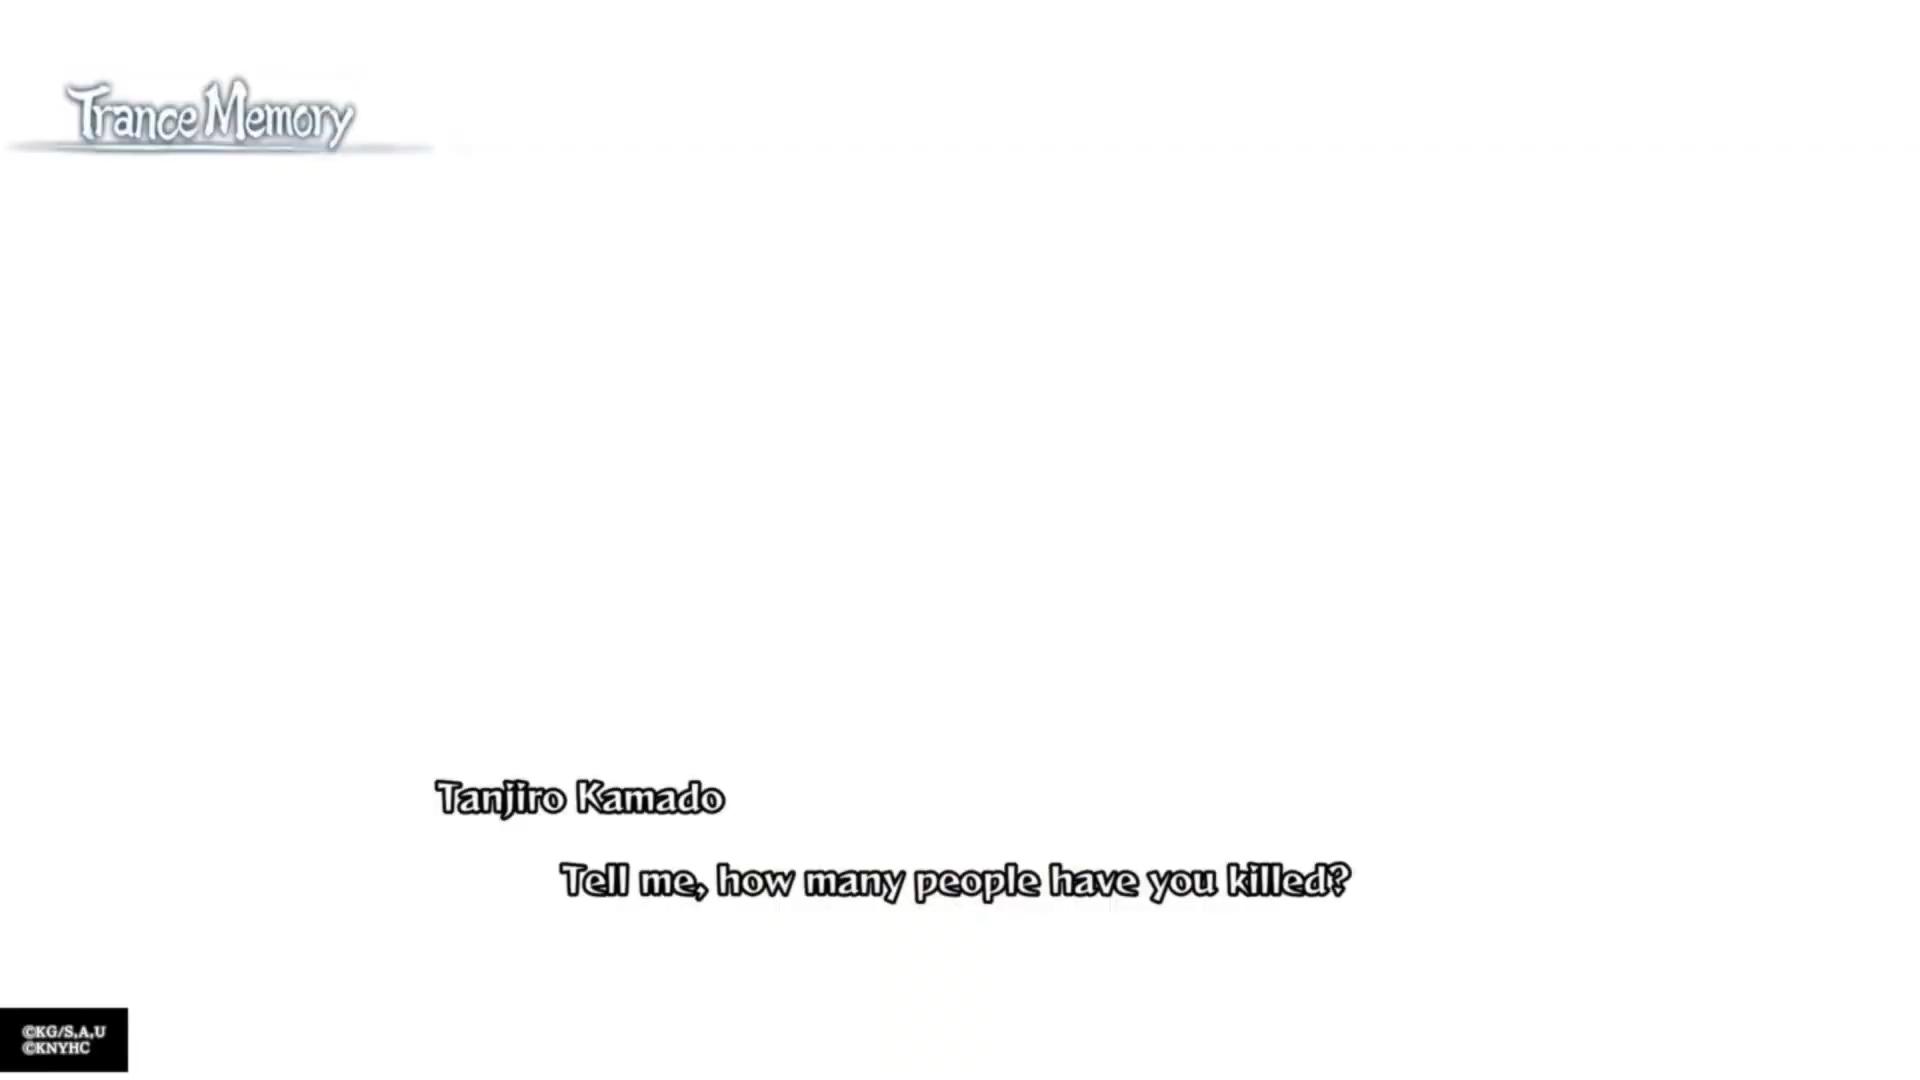 Trance Memory
Tanjiro Kamado
Tell me, how many people have you killed?
©KG/S,A,U
©KNYHC